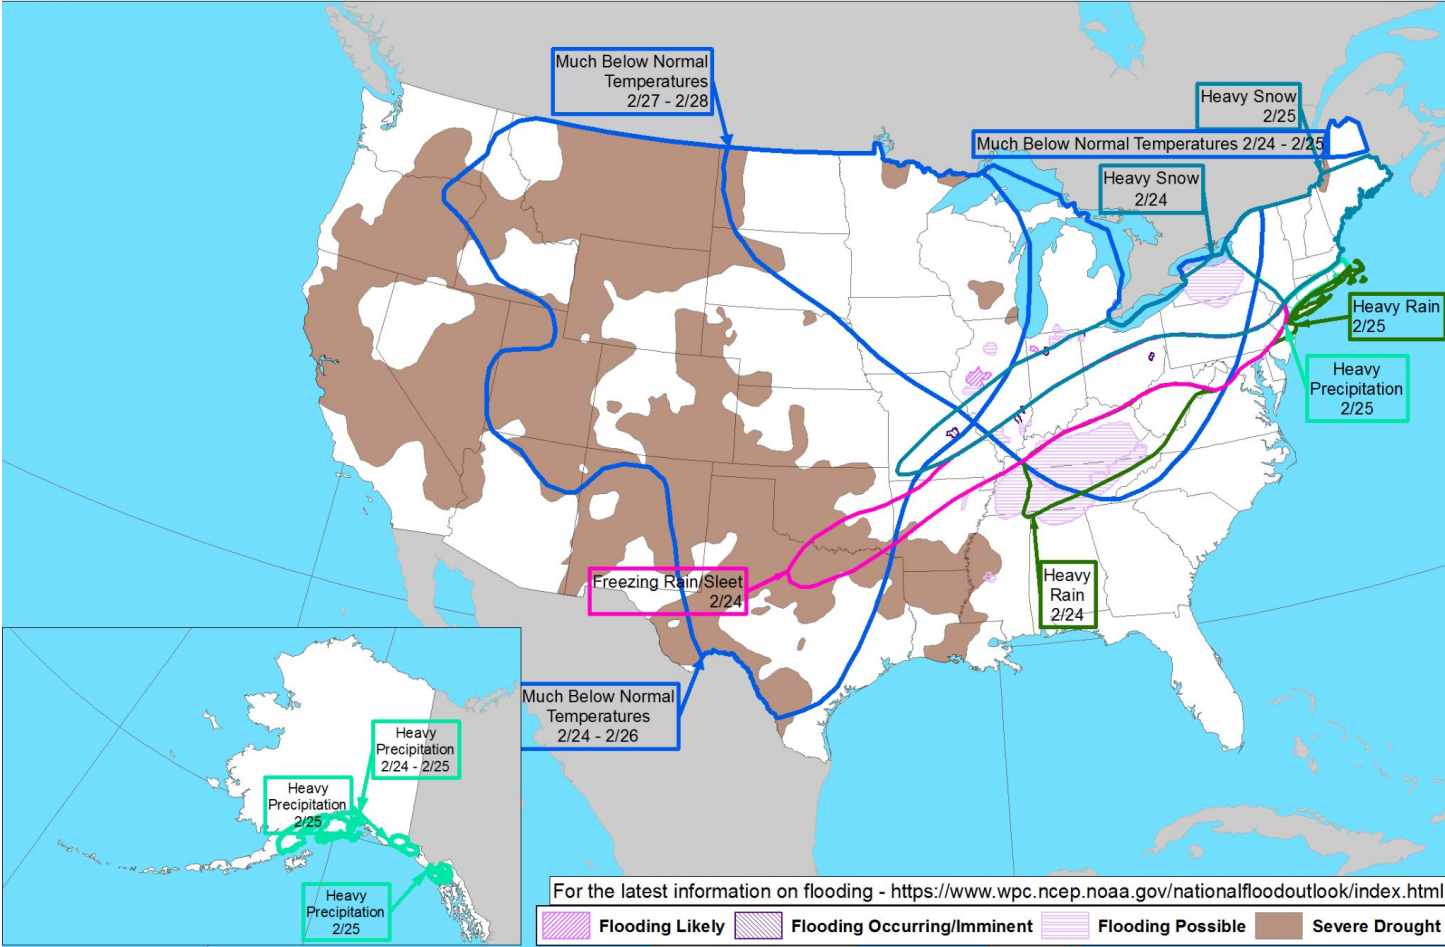 Much Below Normal
Temperatures
2/27 - 2/28
Heavy Snow
2/25
Much Below Normal Temperatures 2/24 - 2/25
Heavy Snow
2/24
Heavy Rain
2/25
Heavy
Precipitation
2/25
Freezing Rain/Sleet
2/24
Heavy
Rain
2/24
Much Below Normal
Temperatures
2/24 - 2/26
Heavy
Precipitation
2/24 - 2/25
Heavy
Precipitation
2/25
Heavy
Precipitation
2/25
For the latest information on flooding - https://www.wpc.ncep.noaa.gov/nationalfloodoutlook/index.html
Flooding Likely Flooding Occurring/Imminent Flooding Possible Severe Drought